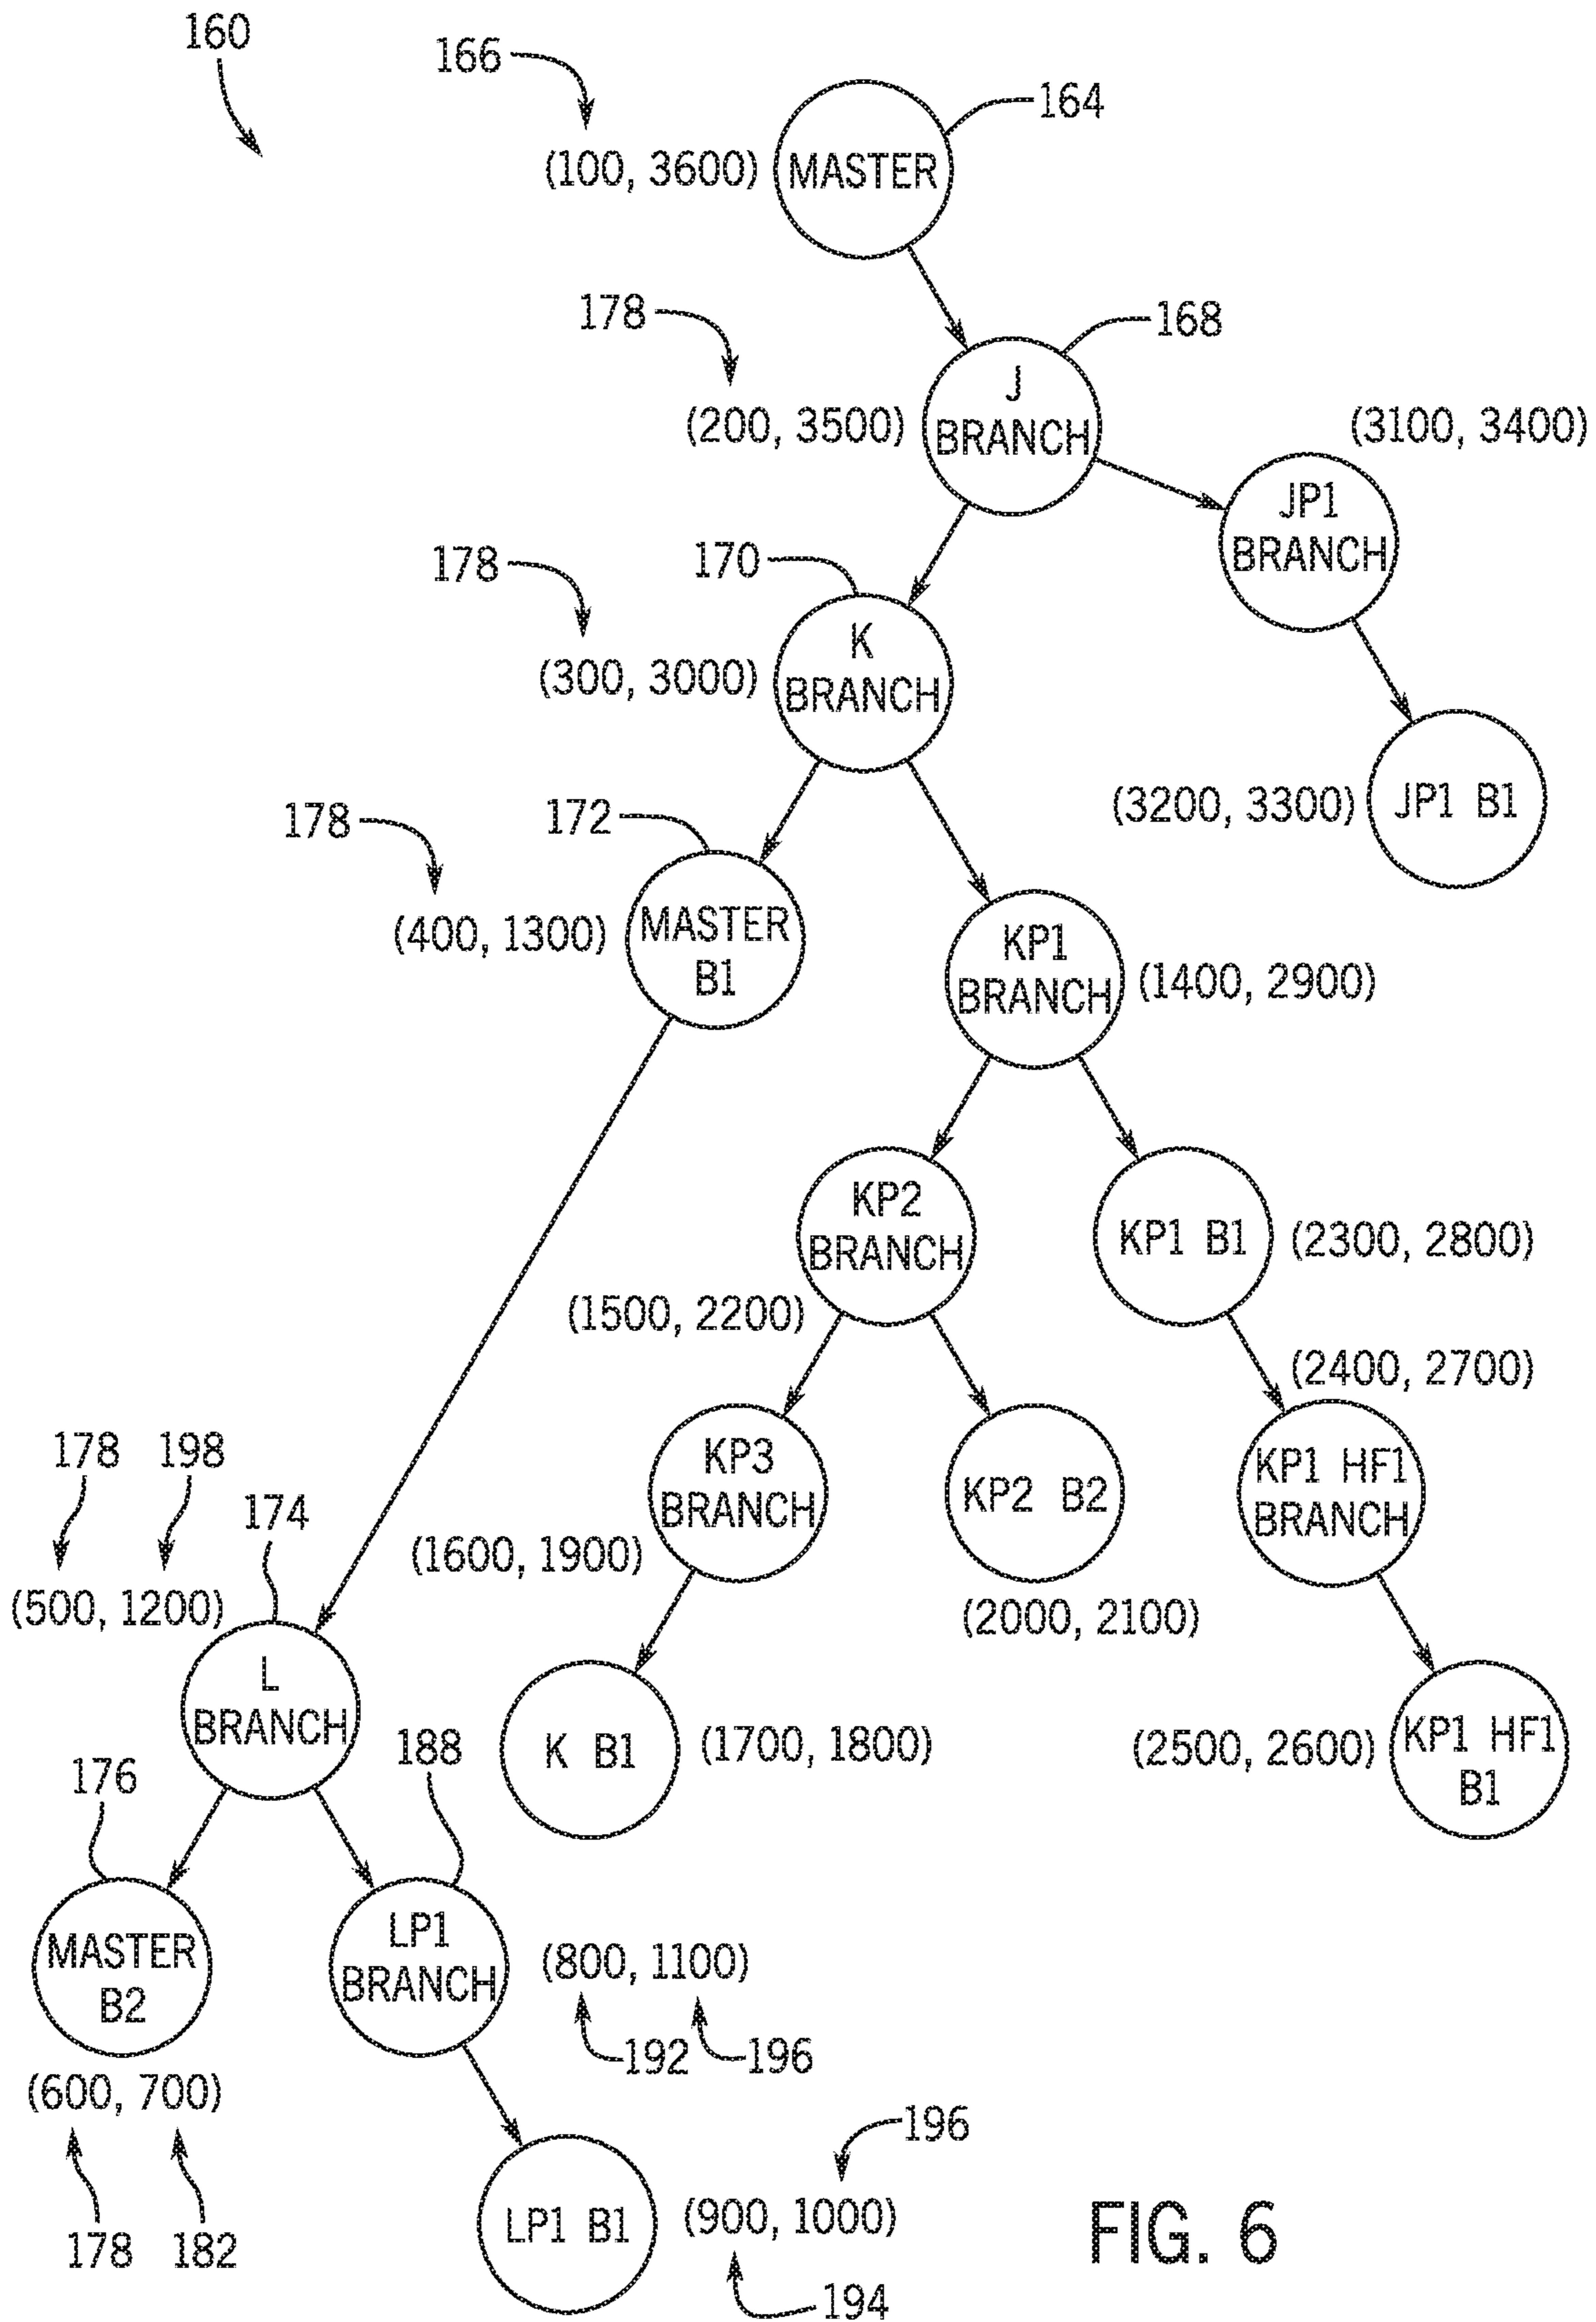 160
166
164
(100, 3600)
MASTER
178
168
(200, 3500)
J
BRANCH
(3100, 3400)
JP1
BRANCH
178
170
(300, 3000)
K
BRANCH
(3200, 3300)
JP1 B1
178
172
(400, 1300)
MASTER
B1
KP1
BRANCH
(1400, 2900)
KP2
BRANCH
KP1 B1
(2300, 2800)
(1500, 2200)
(2400, 2700)
178 198
174
KP3
BRANCH
KP2 B2
KP1 HF1
BRANCH
(500, 1200)
(1600, 1900)
(2000, 2100)
L
BRANCH
188
K B1
(1700, 1800)
(2500, 2600)
KP1 HF1
B1
176
MASTER
B2
LP1
BRANCH
(800, 1100)
192 196
(600, 700)
196
178 182
LP1 B1
(900, 1000)
194
FIG. 6